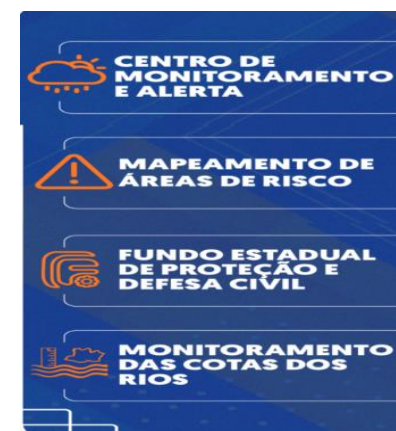 CENTRO DE
MONITORAMENTO
E ALERTA
MAPEAMENTO DE
ÁREAS DE RISCO
FUNDO ESTADUAL
DE PROTEÇÃO E
DEFESA CIVIL
MONITORAMENTO
DAS COTAS DOS
RIOS